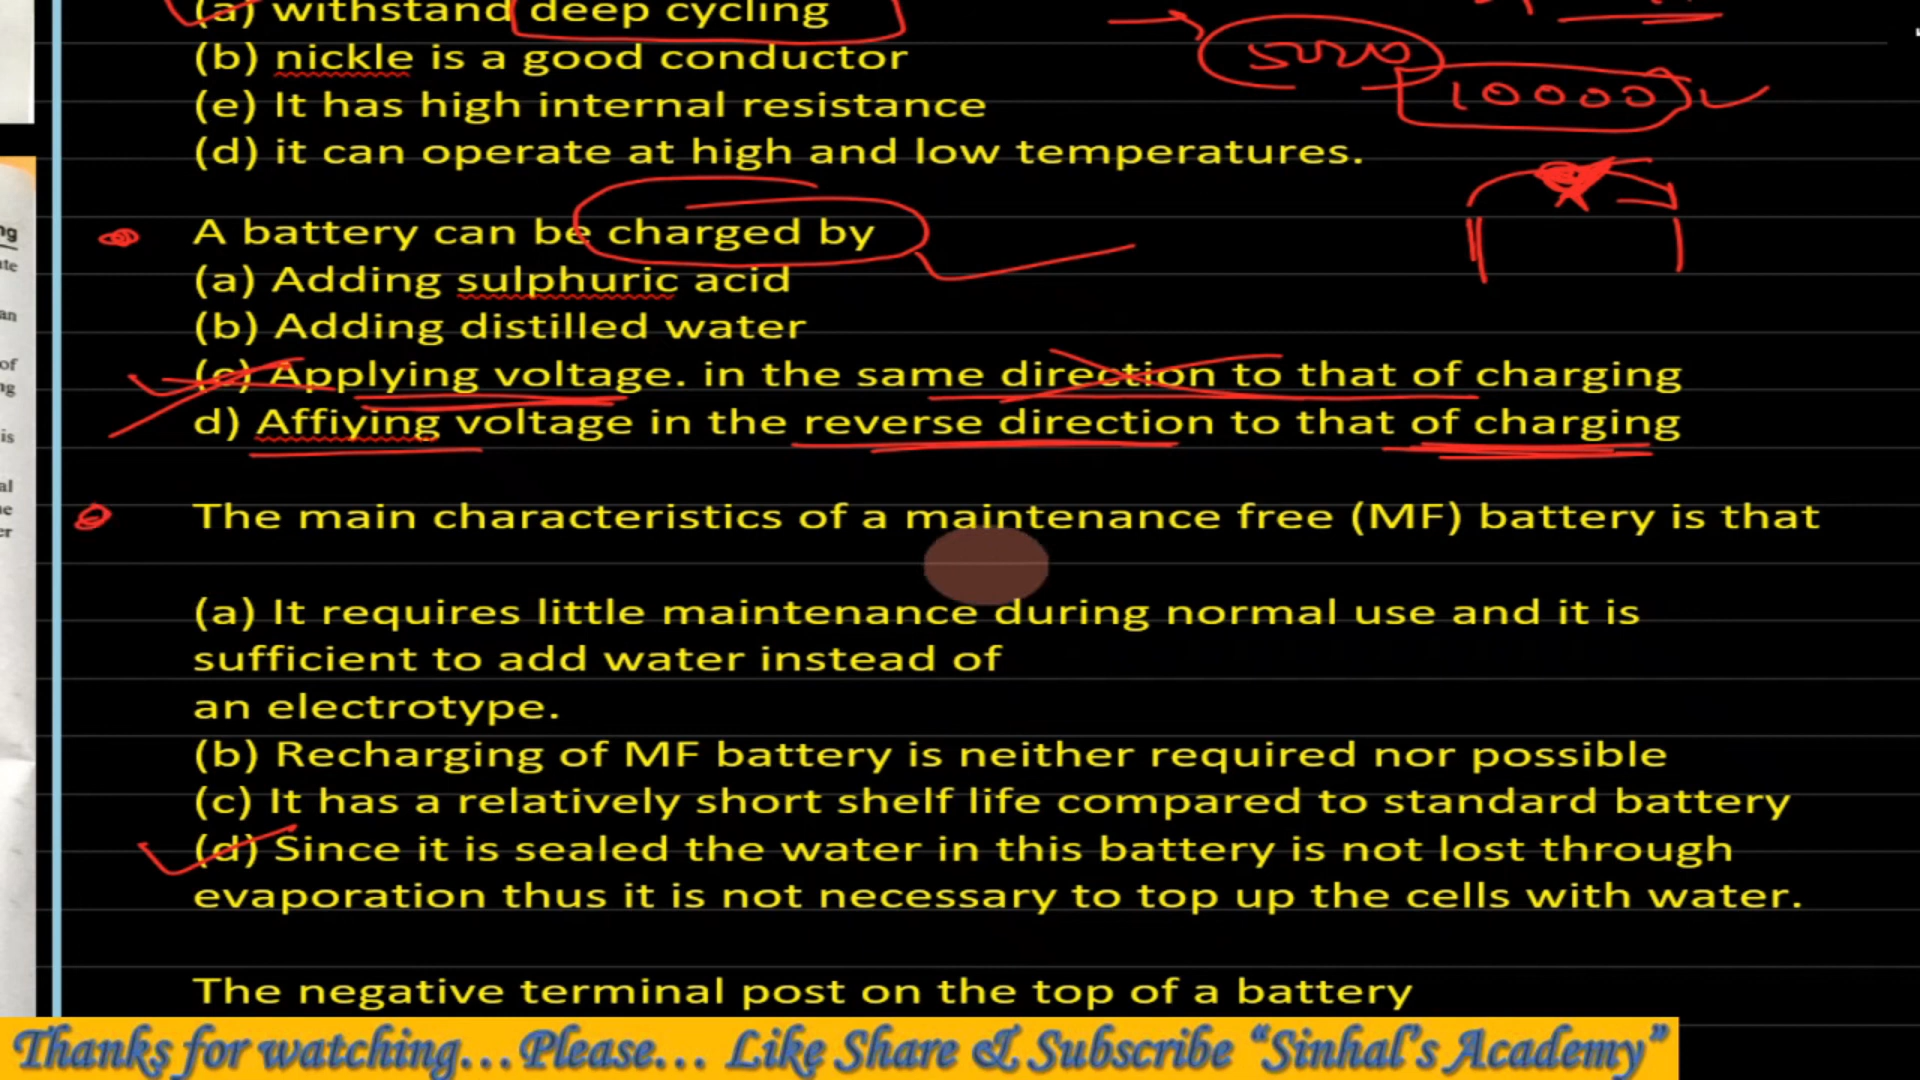 (a) withstand deep cycling
(b) nickle is a good conductor
(e) It has high internal resistance
(d) it can operate at high and low temperatures.
10000
A battery can be charged by
(a) Adding sulphuric acid
(b) Adding distilled water
(c) Applying voltage. in the same direction to that of charging
d) Affiying voltage in the reverse direction to that of charging
The main characteristics of a maintenance free (MF) battery is that
(a) It requires little maintenance during normal use and it is
sufficient to add water instead of
an electrotype.
(b) Recharging of MF battery is neither required nor possible
(c) It has a relatively short shelf life compared to standard battery
(d) Since it is sealed the water in this battery is not lost through
evaporation thus it is not necessary to top up the cells with water.
The negative terminal post on the top of a battery
Thanks for watching... Please... Like Share & Subscribe “Sinhal's Academy”
ng
an
of
ng
is
al
er